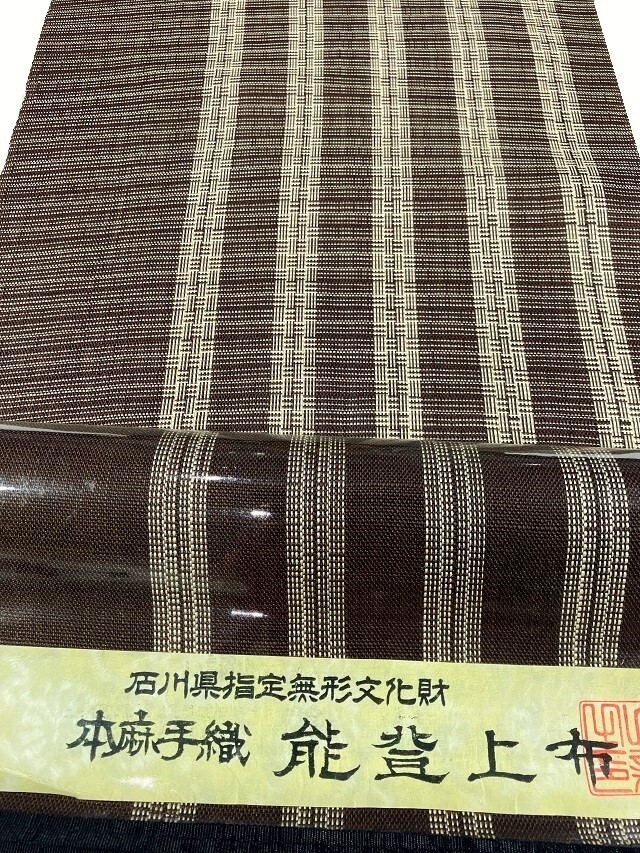 石川県指定無形文化財
本麻手織 能登上布